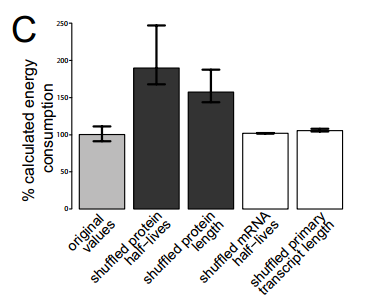 C
% calculated energy
consumption
250
200
150
100
50
0
original
values
shuffled protein
half−lives
shuffled protein
length
shuffled mRNA
half−lives
shuffled primary
transcript length